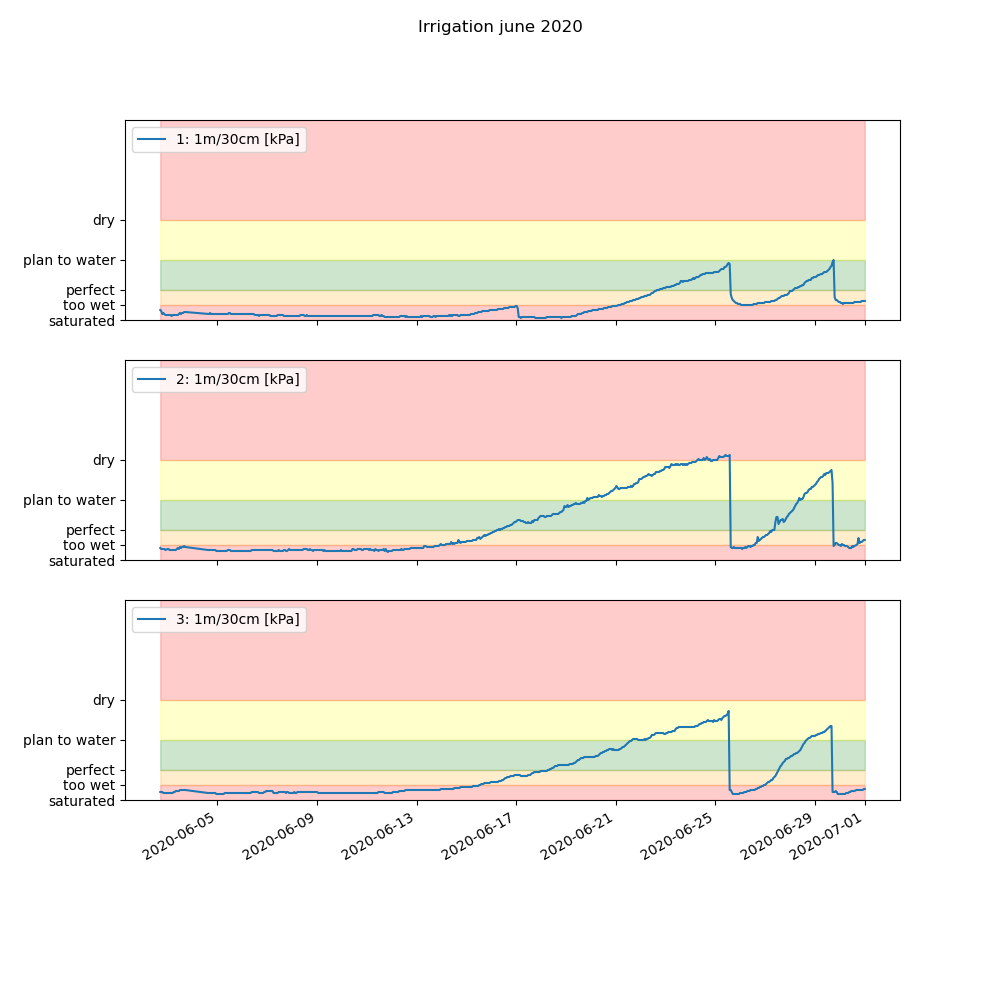 Irrigation june 2020
1: 1m/30cm [kPa]
dry
plan to water
perfect
too wet
saturated
2: 1m/30cm [kPa]
dry
plan to water
perfect
too wet
saturated
3: 1m/30cm [kPa]
dry
plan to water
perfect
too wet
saturated
2020-06-05
2020-06-09
2020-06-13
2020-06-17
2020-06-21
2020-06-25
2020-06-29
2020-07-01